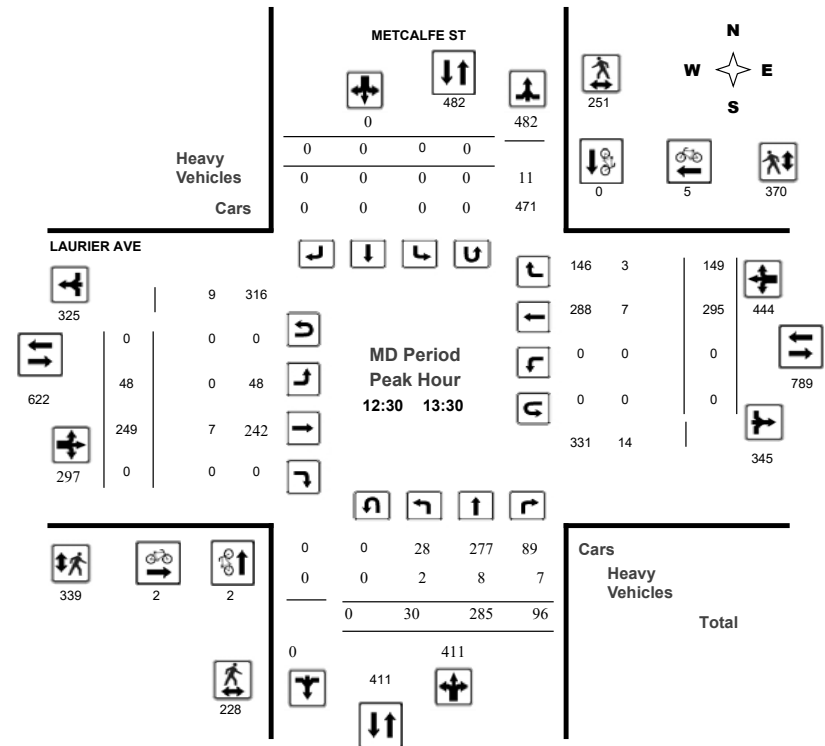 METCALFE ST
N
W E
S
482
251
0 482
0 0 0 0
Heavy
Vehicles
0 0 0 0 11
Cars
0 0 0 0 471
0 5 370
LAURIER AVE
325
9 316
146 3 149
444
0 0 0
288 7 295
622
48 0 48
MD Period
Peak Hour
12:30 13:30
0 0 0
789
249 7 242
297
0 0 0
0 0 0
331 14
345
0 0 28 277 89
Cars
0 0 2 8 7
Heavy
Vehicles
0 30 285 96
Total
339 2 2
0 411
411
228